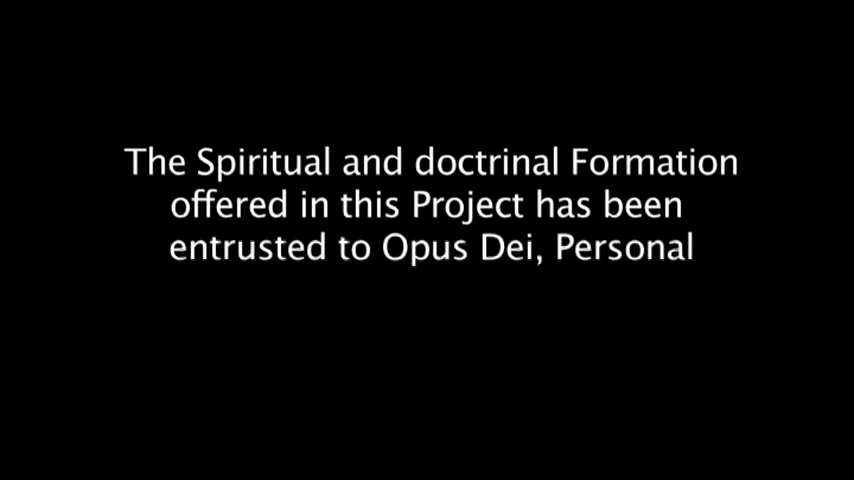 The Spiritual and doctrinal Formation
offered in this Project has been
entrusted to Opus Dei, Personal